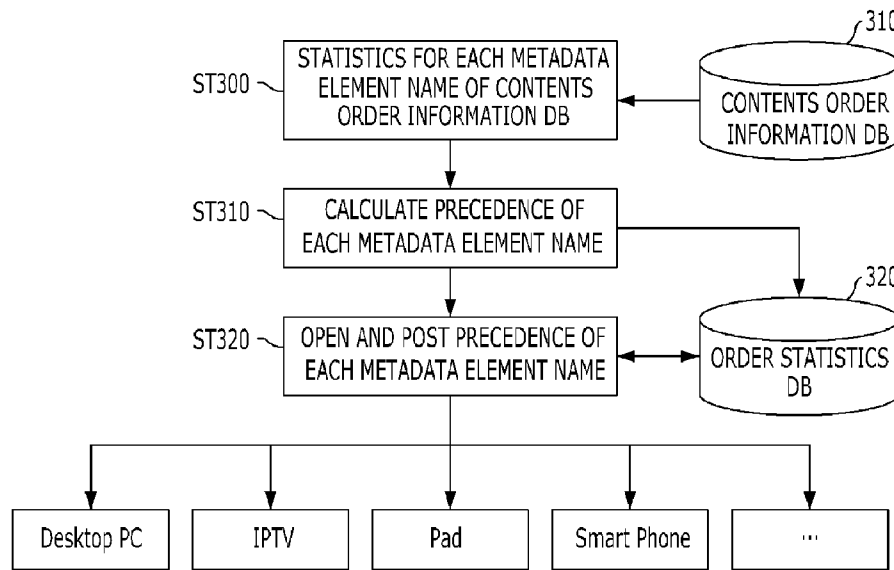 310
STATISTICS FOR EACH METADATA
ELEMENT NAME OF CONTENTS
ORDER INFORMATION DB
ST300
CONTENTS ORDER
INFORMATION DB
ST310
CALCULATE PRECEDENCE OF
EACH METADATA ELEMENT NAME
320
ST320
OPEN AND POST PRECEDENCE OF
EACH METADATA ELEMENT NAME
ORDER STATISTICS
DB
Desktop PC
IPTV
Pad
Smart Phone
...